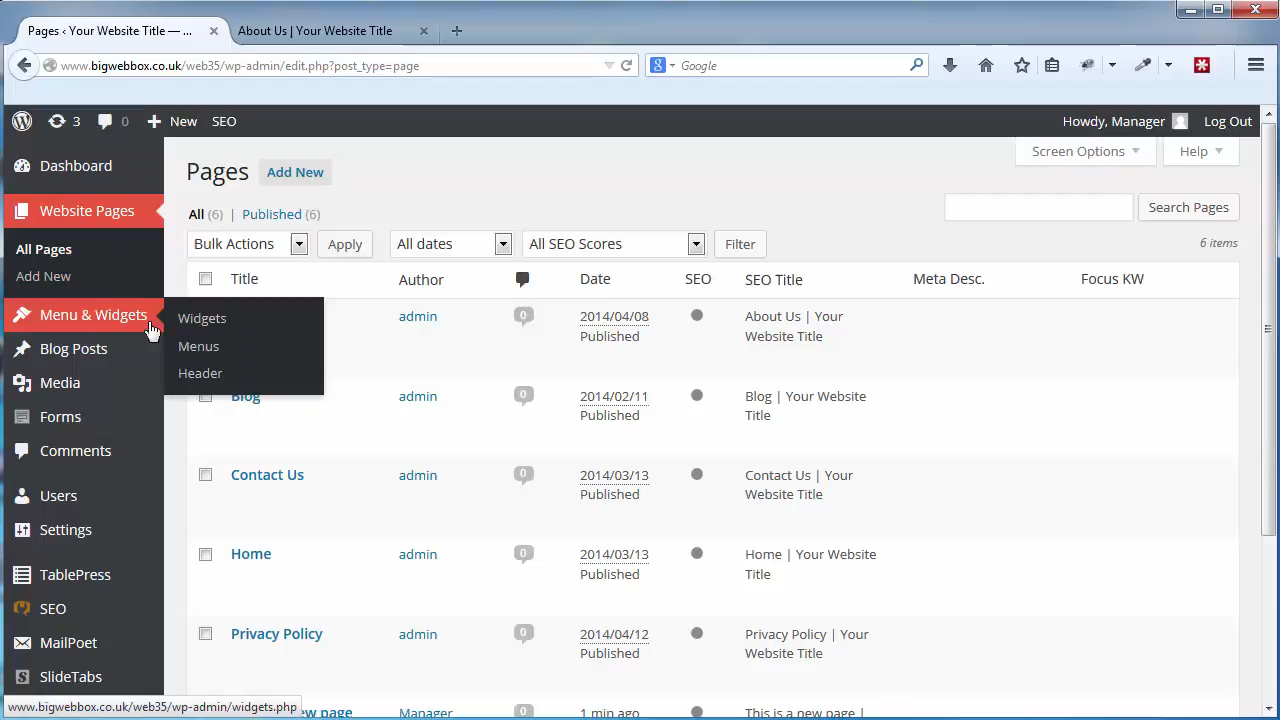 Pages ‹ Your Website Title — ...
About Us | Your Website Title
www.bigwebbox.co.uk/web35/wp-admin/edit.php?post_type=page
Google
3
0
New
SEO
Howdy, Manager
Log Out
Dashboard
Website Pages
All Pages
Add New
Menu & Widgets
Widgets
Menus
Header
Blog Posts
Media
Forms
Comments
Users
Settings
TablePress
SEO
MailPoet
SlideTabs
Pages Add New
Screen Options
Help
All (6) | Published (6)
Search Pages
Bulk Actions
Apply
All dates
All SEO Scores
Filter
6 items
Title Author Date SEO SEO Title Meta Desc. Focus KW
admin 0 2014/04/08 About Us | Your
Published Website Title
Blog admin 0 2014/02/11 Blog | Your Website
Published Title
Contact Us admin 0 2014/03/13 Contact Us | Your
Published Website Title
Home admin 0 2014/03/13 Home | Your Website
Published Title
Privacy Policy admin 0 2014/04/12 Privacy Policy | Your
Published Website Title
new page Manager 0 1 min ago This is a new page |
www.bigwebbox.co.uk/web35/wp-admin/widgets.php